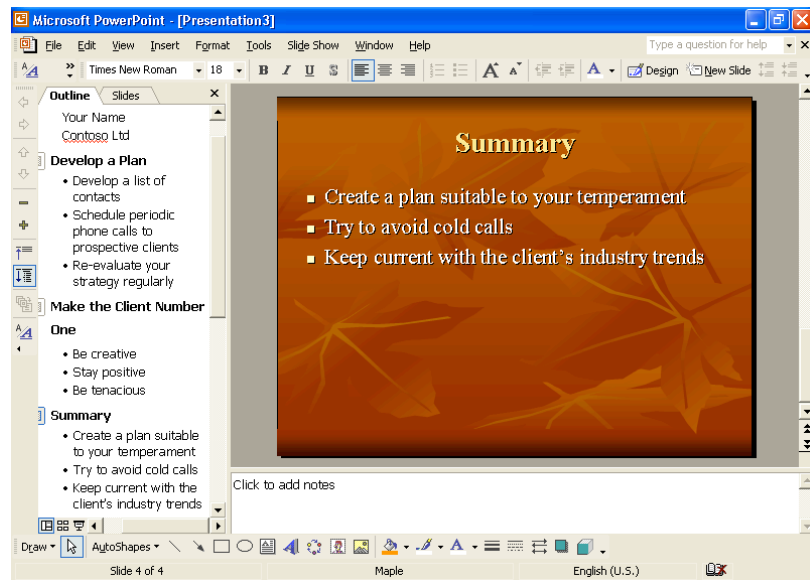 Microsoft PowerPoint - [Presentation3]
File Edit View Insert Format Tools Slide Show Window Help Type a question for help
Times New Roman 18 B I U S A A A Design New Slide
Outline Slides
Your Name
Contoso Ltd
Develop a Plan
• Develop a list of
contacts
• Schedule periodic
phone calls to
prospective clients
• Re-evaluate your
strategy regularly
Make the Client Number
One
• Be creative
• Stay positive
• Be tenacious
Summary
• Create a plan suitable
to your temperament
• Try to avoid cold calls
• Keep current with the
client's industry trends
Summary
Create a plan suitable to your temperament
Try to avoid cold calls
Keep current with the client’s industry trends
Click to add notes
Draw AutoShapes A
Slide 4 of 4 Maple English (U.S.)